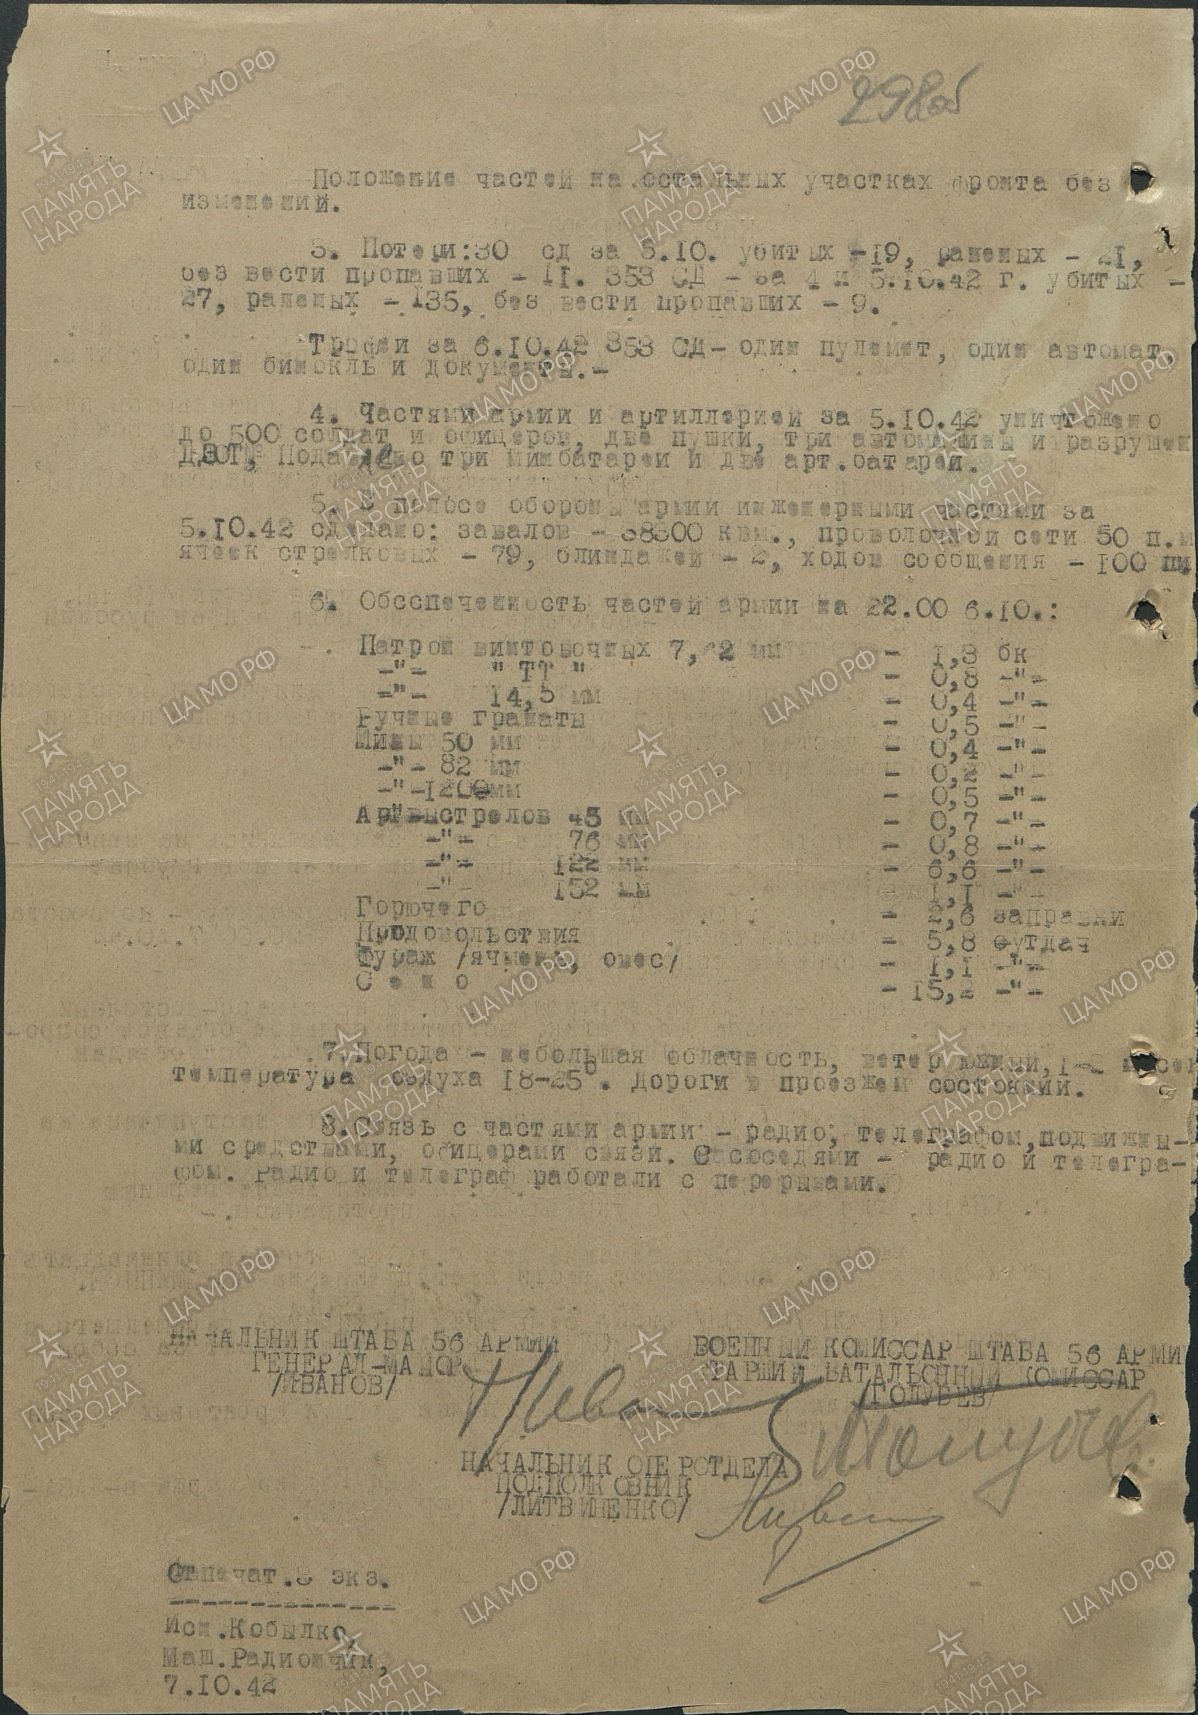 298об
Положение частей на остальных участках фронта без
изменений.
3. Потери: 30 сд за 5.10. убитых -19, раненых - 21,
без вести пропавших - 11. 353 СД - за 4 и 5.10.42 г. убитых -
27, раненых - 135, без вести пропавших - 9.
Трофеи за 6.10.42 353 СД- один пулемет, один автомат
один бинокль и документы.-
4. Частями армии и артиллерией за 5.10.42 уничтожено
до 500 солдат и офицеров, две пушки, три автомашины и разрушен
ДЗОТ, Подавлено три минбатареи и две арт.батареи.
5. В полосе обороны армии инженерными частями за
5.10.42 сделано: завалов - 38300 квм., проволочной сети 50 п.м
ячеек стрелковых - 79, блиндажей - 2, ходов сообщения - 100 пм
6. Обсспеченность частей армии на 22.00 6.10.:
Патрон винтовочных 7,62 мм - 1,3 бк
-"- "ТТ" - 0,8 -"-
-"- 14,5 мм - 0,4 -"-
Ручные гранаты - 0,5 -"-
Мины 50 мм - 0,4 -"-
-"- 82 мм - 0,2 -"-
-"- 120 мм - 0,5 -"-
Артвыстрелов 45 мм - 0,7 -"-
-"- 76 мм - 0,8 -"-
-"- 122 мм - 6,6 -"-
-"- 152 мм - 1,1 -"-
Горючего - 2,6 заправки
Продовольствия - 5,8 сутдач
Фураж /ячмень, овес/ - 1,1 -"-
С е н о - 15,2 -"-
7. Погода - небольшая облачность, ветер южный, 1-2 м/сек
температура воздуха 18-25°. Дороги в проезжем состоянии.
8. Связь с частями армии - радио, телеграфом, подвижны-
ми средствами, офицерами связи. С соседями - радио и телегра-
фом. Радио и телеграф работали с перерывами.
НАЧАЛЬНИК ШТАБА 56 АРМИИ ВОЕННЫЙ КОМИССАР ШТАБА 56 АРМИИ
ГЕНЕРАЛ-МАЙОР СТАРШИЙ БАТАЛЬОННЫЙ КОМИССАР
/ИВАНОВ/ /ГОЛУБЕВ/
НАЧАЛЬНИК ОПЕРОТДЕЛА
ПОДПОЛКОВНИК
/ЛИТВИНЕНКО/
Отпечат. 3 экз.
Исп. Кобылко,
Маш. Радиончик,
7.10.42